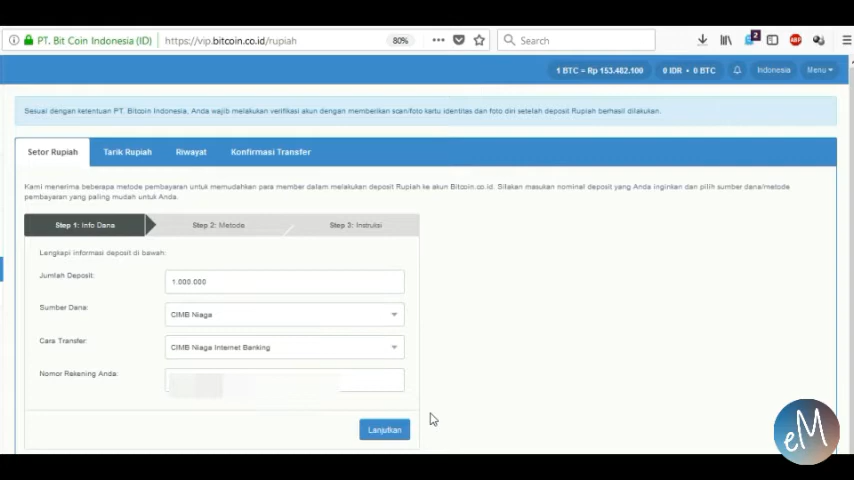 PT. Bit Coin Indonesia (ID)
https://vip.bitcoin.co.id/rupiah
80%
Search
2
ABP
1 BTC = Rp 153.482.100
0 IDR • 0 BTC
Indonesia
Menu
Sesuai dengan ketentuan PT. Bitcoin Indonesia, Anda wajib melakukan verifikasi akun dengan memberikan scan/foto kartu identitas dan foto diri setelah deposit Rupiah berhasil dilakukan.
Setor Rupiah
Tarik Rupiah
Riwayat
Konfirmasi Transfer
Kami menerima beberapa metode pembayaran untuk memudahkan para member dalam melakukan deposit Rupiah ke akun Bitcoin.co.id. Silakan masukan nominal deposit yang Anda inginkan dan pilih sumber dana/metode
pembayaran yang paling mudah untuk Anda.
Step 1: Info Dana
Step 2: Metode
Step 3: Instruksi
Lengkapi informasi deposit di bawah:
Jumlah Deposit:
1.000.000
Sumber Dana:
CIMB Niaga
Cara Transfer:
CIMB Niaga Internet Banking
Nomor Rekening Anda:
Lanjutkan
eM